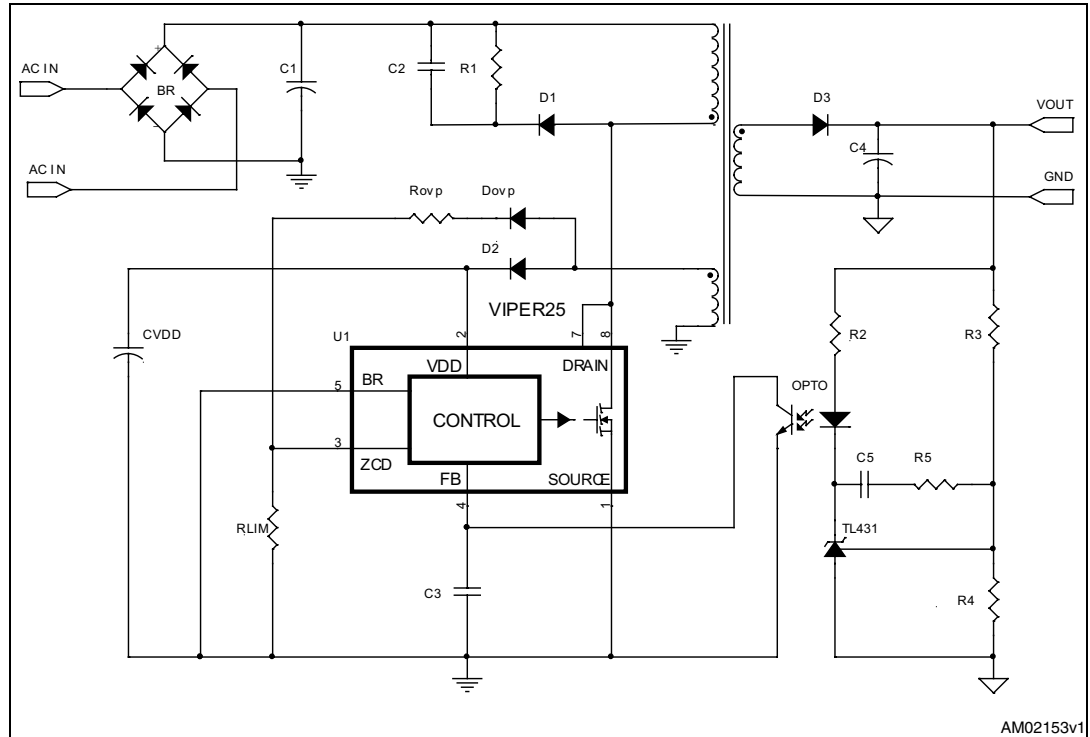 AC IN
BR
+
-
C1
C2
R1
D1
D3
VOUT
C4
GND
AC IN
Rovp
Dovp
D2
VIPER25
CVDD
U1
2
7
8
VDD
DRAIN
R2
R3
5
BR
OPTO
CONTROL
3
ZCD
FB
SOURCE
C5
R5
4
1
RLIM
TL431
C3
R4
AM02153v1